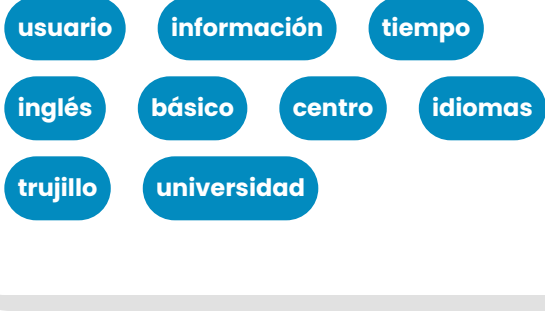 usuario información tiempo
inglés básico centro idiomas
trujillo universidad